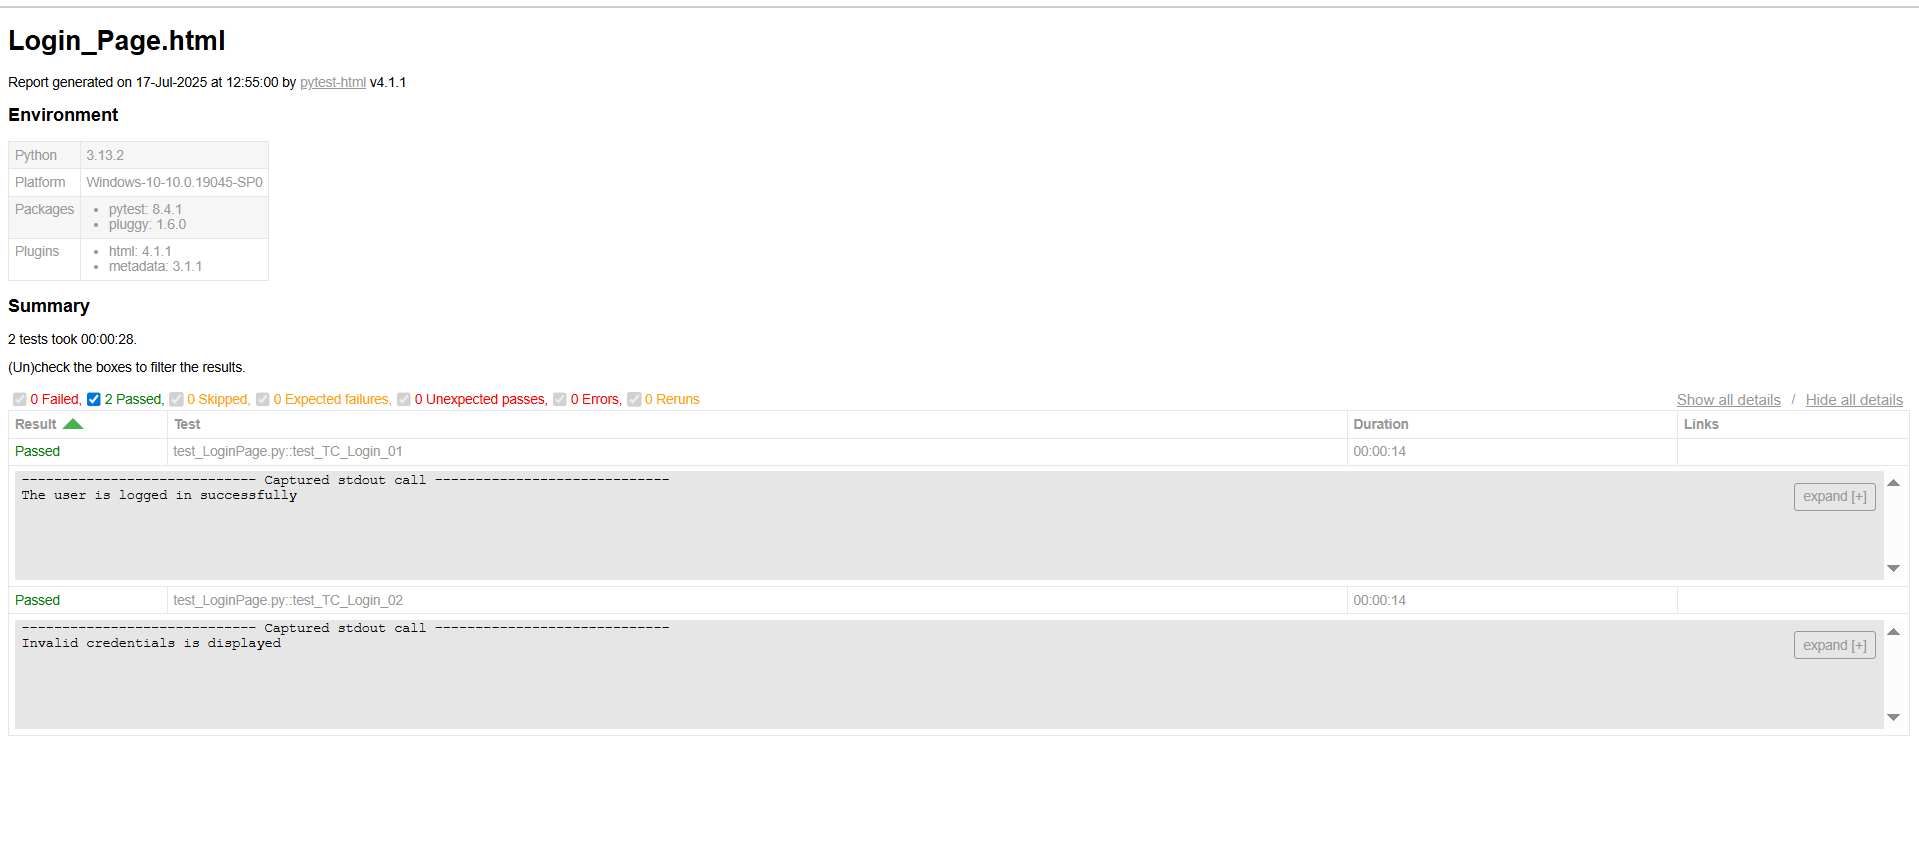 Login_Page.html
Report generated on 17-Jul-2025 at 12:55:00 by pytest-html v4.1.1
Environment
Python 3.13.2
Platform Windows-10-10.0.19045-SP0
Packages • pytest: 8.4.1
• pluggy: 1.6.0
Plugins • html: 4.1.1
• metadata: 3.1.1
Summary
2 tests took 00:00:28.
(Un)check the boxes to filter the results.
0 Failed, 2 Passed, 0 Skipped, 0 Expected failures, 0 Unexpected passes, 0 Errors, 0 Reruns Show all details / Hide all details
Result Test Duration Links
Passed test_LoginPage.py::test_TC_Login_01 00:00:14
----------------------------- Captured stdout call -----------------------------
The user is logged in successfully expand [+]
Passed test_LoginPage.py::test_TC_Login_02 00:00:14
----------------------------- Captured stdout call -----------------------------
Invalid credentials is displayed expand [+]